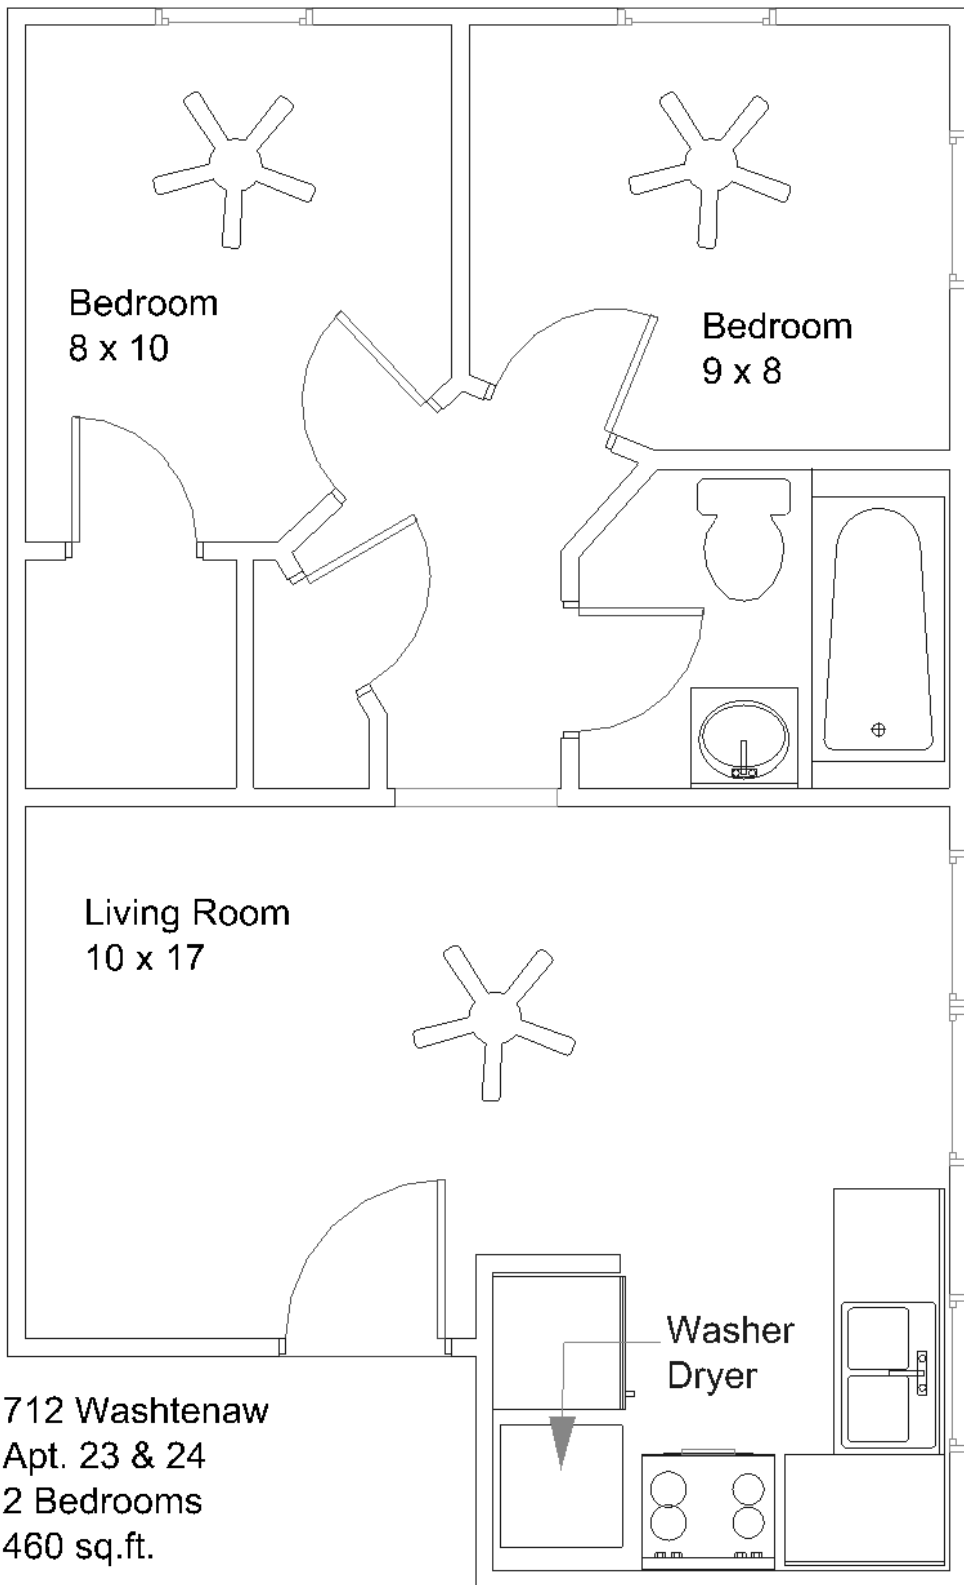 Bedroom
8 x 10
Bedroom
9 x 8
Living Room
10 x 17
Washer
Dryer
712 Washtenaw
Apt. 23 & 24
2 Bedrooms
460 sq.ft.